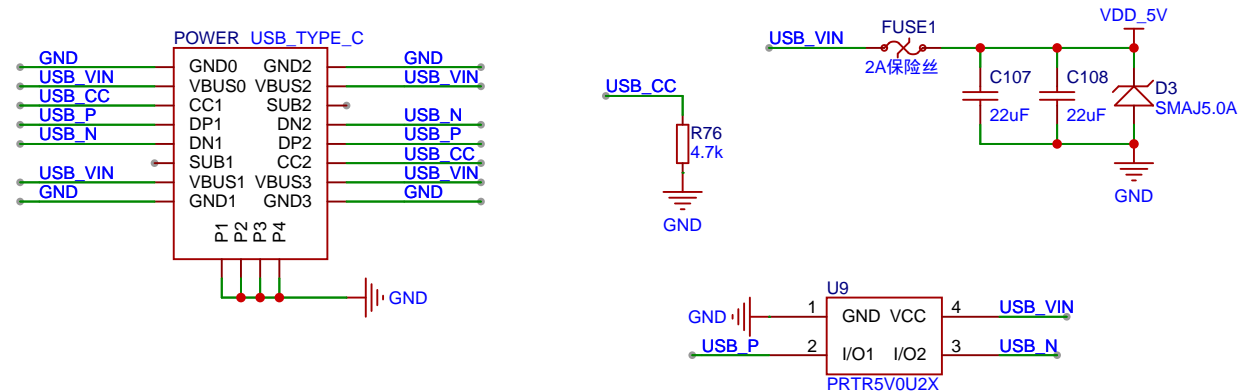 POWER USB_TYPE_C
GND GND0 GND2 GND
USB_VIN VBUS0 VBUS2 USB_VIN
USB_CC CC1 SUB2
USB_P DP1 DN2 USB_N
USB_N DN1 DP2 USB_P
SUB1 CC2 USB_CC
USB_VIN VBUS1 VBUS3 USB_VIN
GND GND1 GND3 GND
P1 P2 P3 P4
GND
USB_CC
R76
4.7k
GND
VDD_5V
USB_VIN FUSE1
2A保险丝
C107 C108 D3
22uF 22uF SMAJ5.0A
GND
U9
GND 1 GND VCC 4 USB_VIN
USB_P 2 I/O1 I/O2 3 USB_N
PRTR5V0U2X